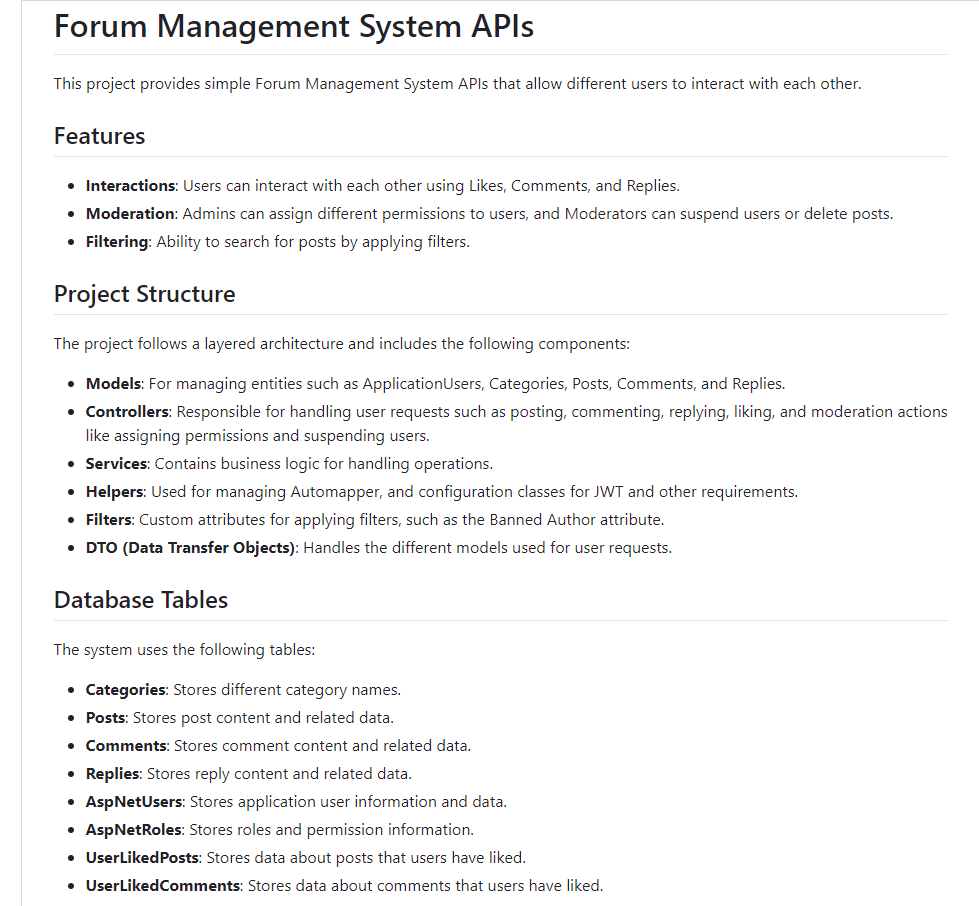 Forum Management System APIs
This project provides simple Forum Management System APIs that allow different users to interact with each other.
Features
Interactions: Users can interact with each other using Likes, Comments, and Replies.
Moderation: Admins can assign different permissions to users, and Moderators can suspend users or delete posts.
Filtering: Ability to search for posts by applying filters.
Project Structure
The project follows a layered architecture and includes the following components:
Models: For managing entities such as ApplicationUsers, Categories, Posts, Comments, and Replies.
Controllers: Responsible for handling user requests such as posting, commenting, replying, liking, and moderation actions
like assigning permissions and suspending users.
Services: Contains business logic for handling operations.
Helpers: Used for managing Automapper, and configuration classes for JWT and other requirements.
Filters: Custom attributes for applying filters, such as the Banned Author attribute.
DTO (Data Transfer Objects): Handles the different models used for user requests.
Database Tables
The system uses the following tables:
Categories: Stores different category names.
Posts: Stores post content and related data.
Comments: Stores comment content and related data.
Replies: Stores reply content and related data.
AspNetUsers: Stores application user information and data.
AspNetRoles: Stores roles and permission information.
UserLikedPosts: Stores data about posts that users have liked.
UserLikedComments: Stores data about comments that users have liked.